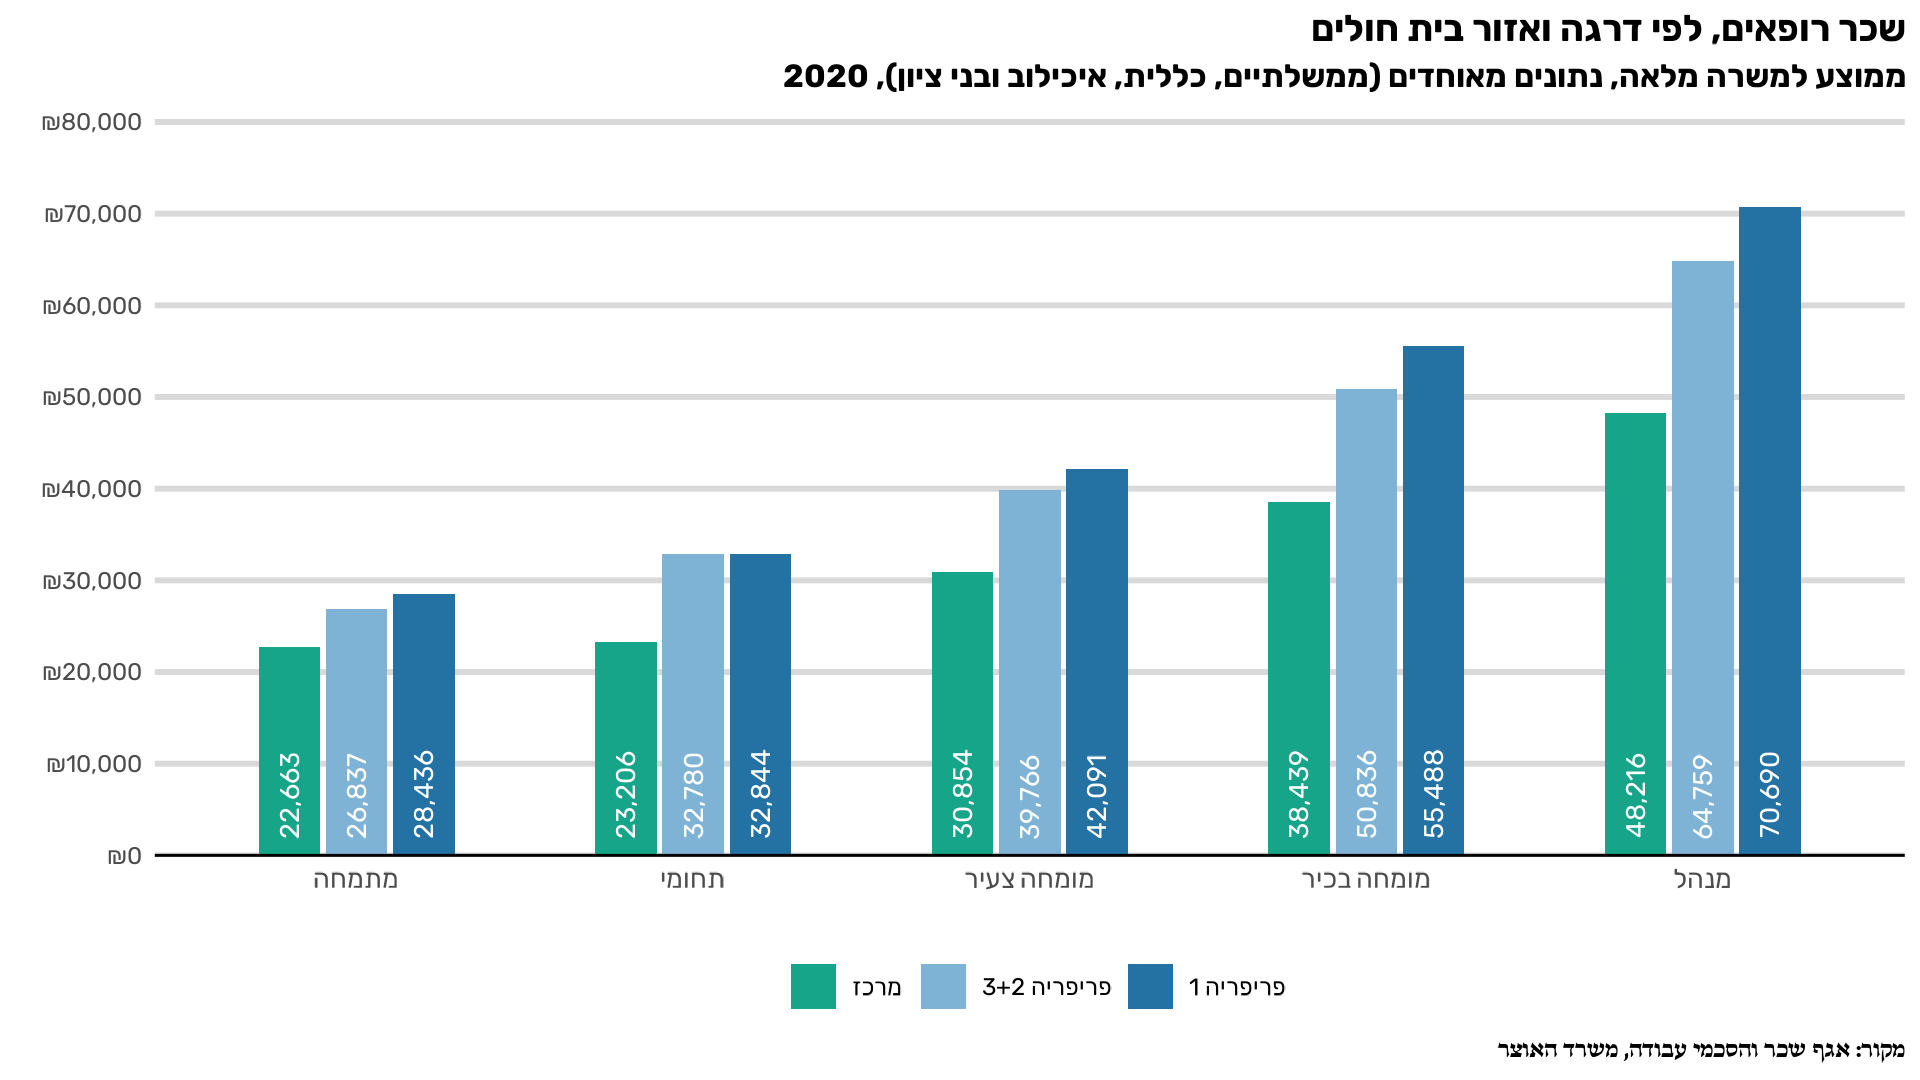 שכר רופאים, לפי דרגה ואזור בית חולים
ממוצע למשרה מלאה, נתונים מאוחדים (ממשלתיים, כללית, איכילוב ובני ציון), 2020
₪80,000
₪70,000
₪60,000
₪50,000
₪40,000
₪30,000
₪20,000
₪10,000
₪0
22,663
26,837
28,436
23,206
32,780
32,844
30,854
39,766
42,091
38,439
50,836
55,488
48,216
64,759
70,690
מתמחה
תחומי
מומחה צעיר
מומחה בכיר
מנהל
מרכז
פריפריה 3+2
פריפריה 1
מקור: אגף שכר והסכמי עבודה, משרד האוצר